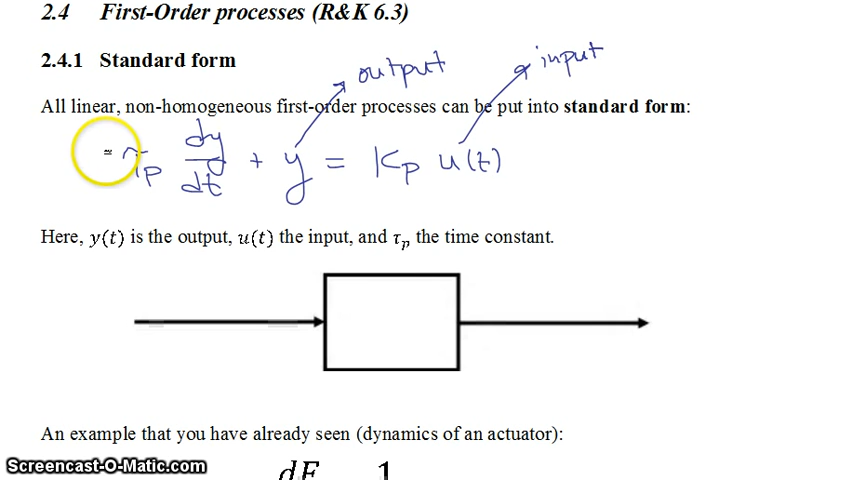 2.4 First-Order processes (R&K 6.3)
2.4.1 Standard form
output
input
All linear, non-homogeneous first-order processes can be put into standard form:
τp dy/dt + y = Kp u(t)
Here, y(t) is the output, u(t) the input, and τp the time constant.
An example that you have already seen (dynamics of an actuator):
Screencast-O-Matic.com
dF 1